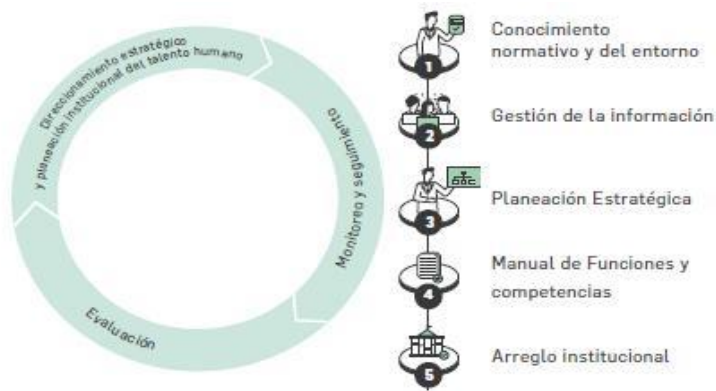 Direccionamiento estratégico
y planeación institucional del talento humano
Monitoreo y seguimiento
Evaluación
1
Conocimiento
normativo y del entorno
2
Gestión de la información
3
Planeación Estratégica
4
Manual de Funciones y
competencias
5
Arreglo institucional